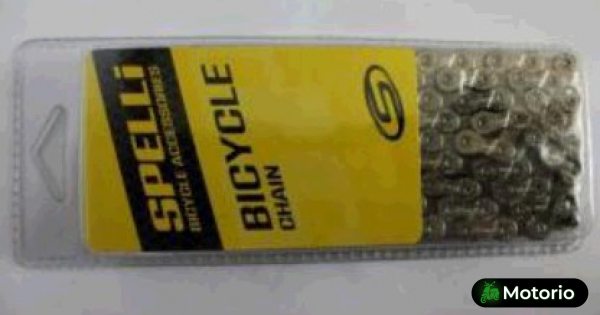 SPELLi
BICYCLE ACCESSORIES
BICYCLE
CHAIN
Motorio